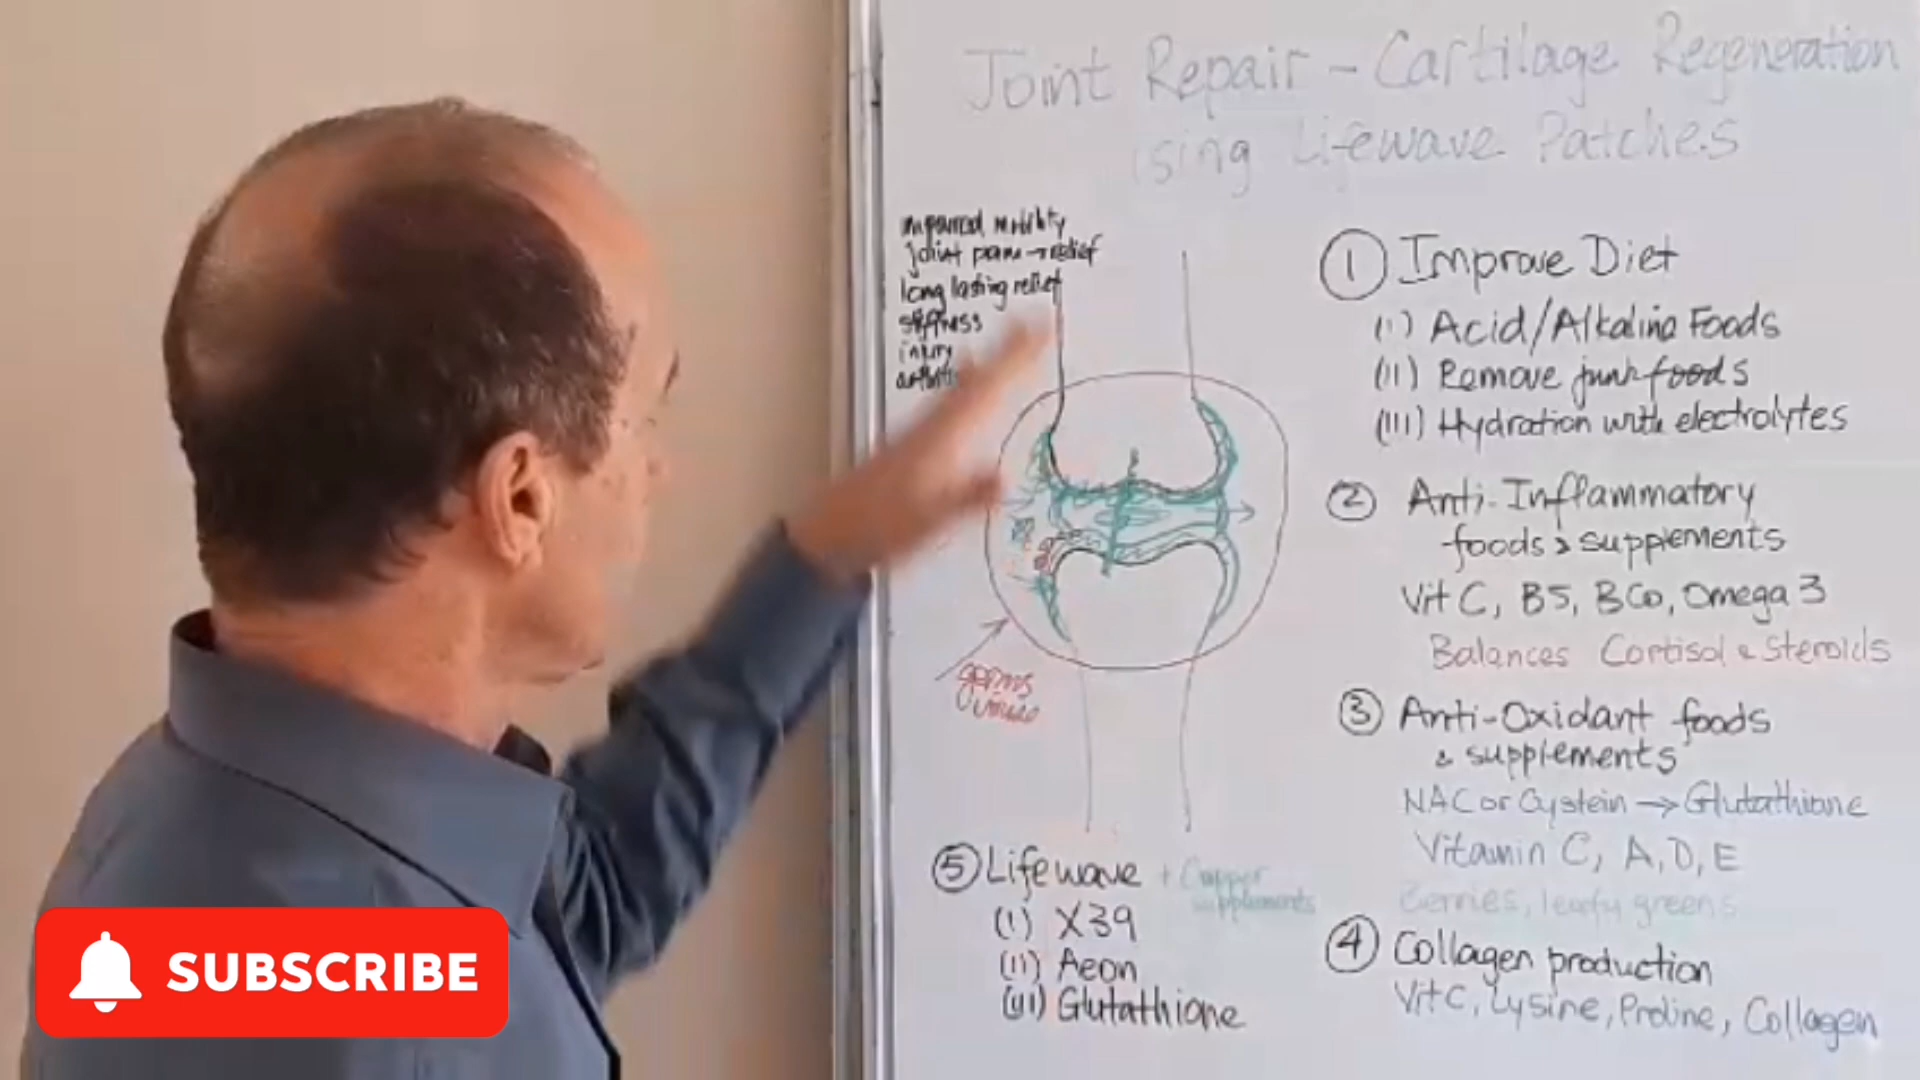 Joint Repair - Cartilage Regeneration
using Lifewave Patches
impaired mobility
Joint pain → relief
long lasting relief
stiffness
injury
germs
virus
① Improve Diet
(i) Acid/Alkaline Foods
(ii) Remove junk foods
(iii) Hydration with electrolytes
② Anti-Inflammatory
foods & supplements
Vit C, B5, BCo, Omega 3
Balances Cortisol & Steroids
③ Anti-Oxidant foods
& supplements
NAC or Cystein → Glutathione
Vitamin C, A, D, E
Berries, leafy greens
④ Collagen production
Vit C, Lysine, Proline, Collagen
⑤ Lifewave + Copper
supplements
(i) X39
(ii) Aeon
(iii) Glutathione
SUBSCRIBE